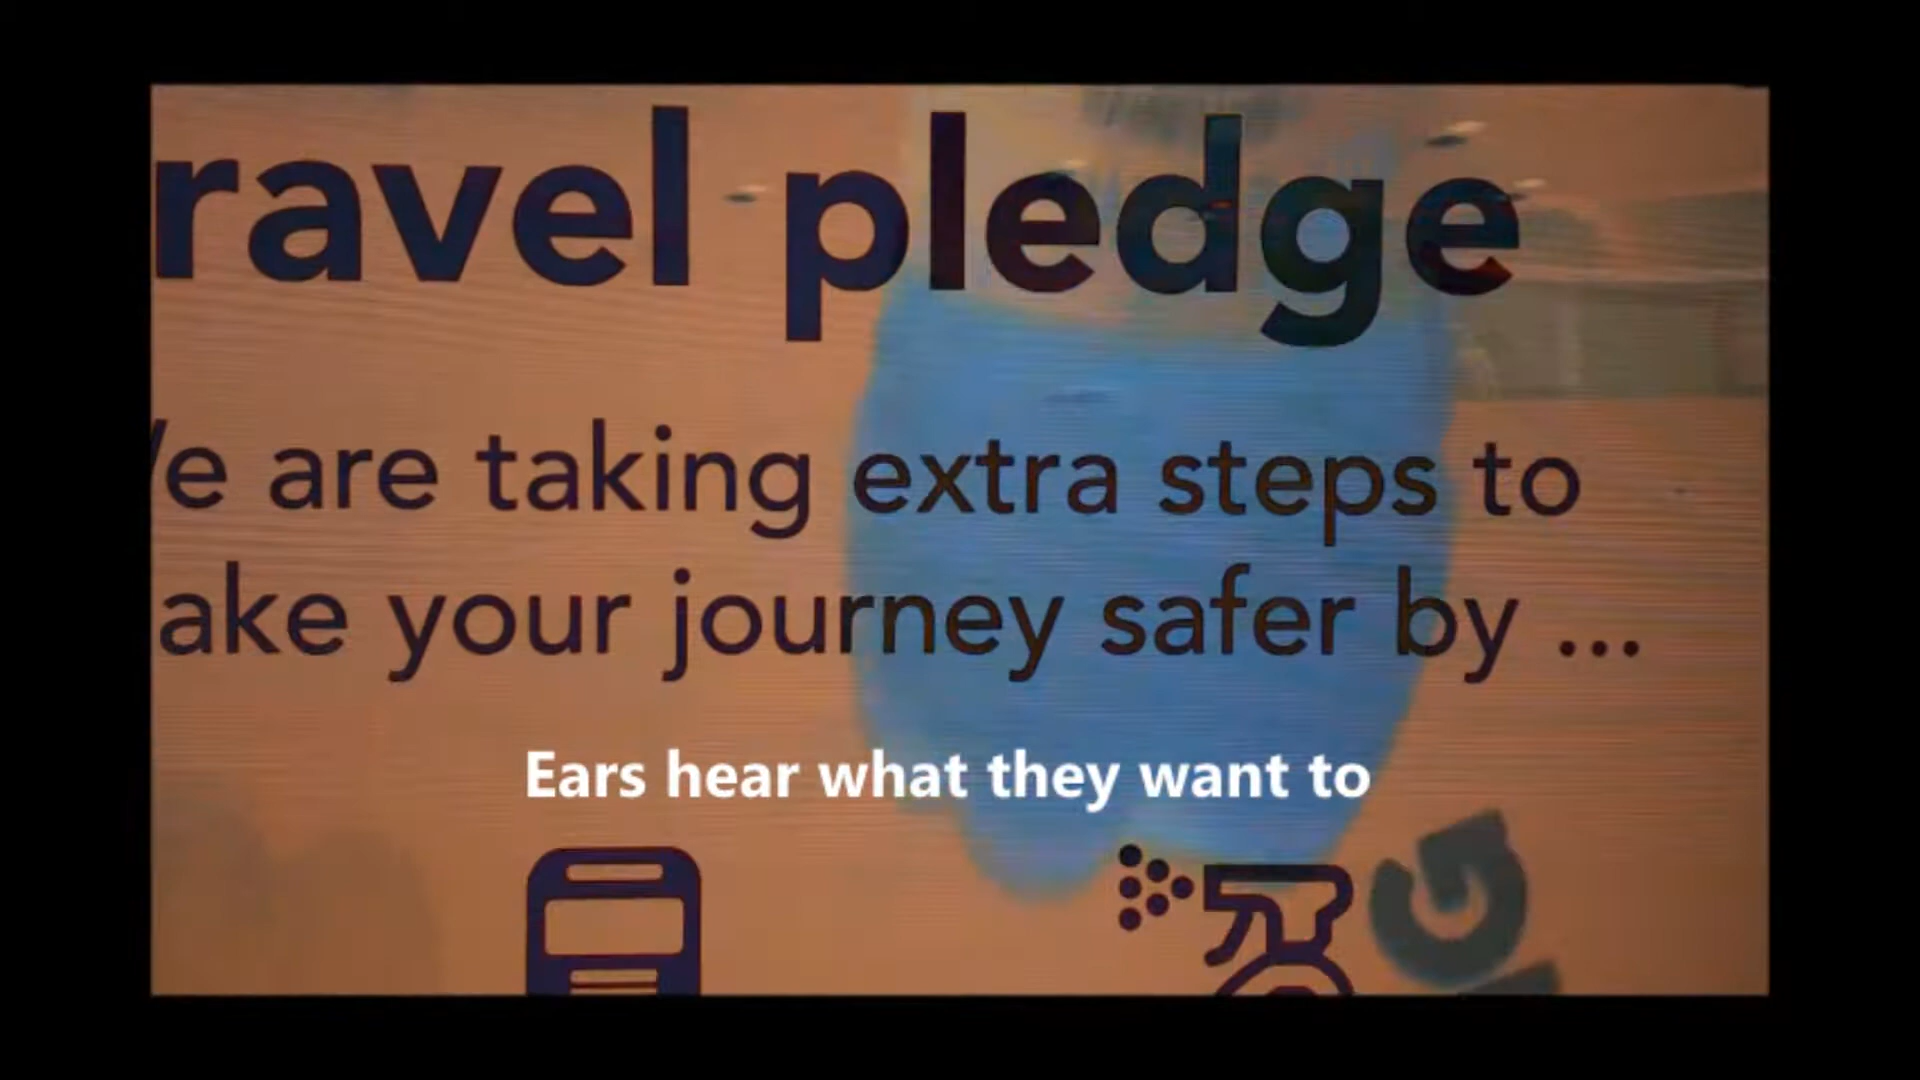 ravel pledge
e are taking extra steps to
ake your journey safer by ...
Ears hear what they want to